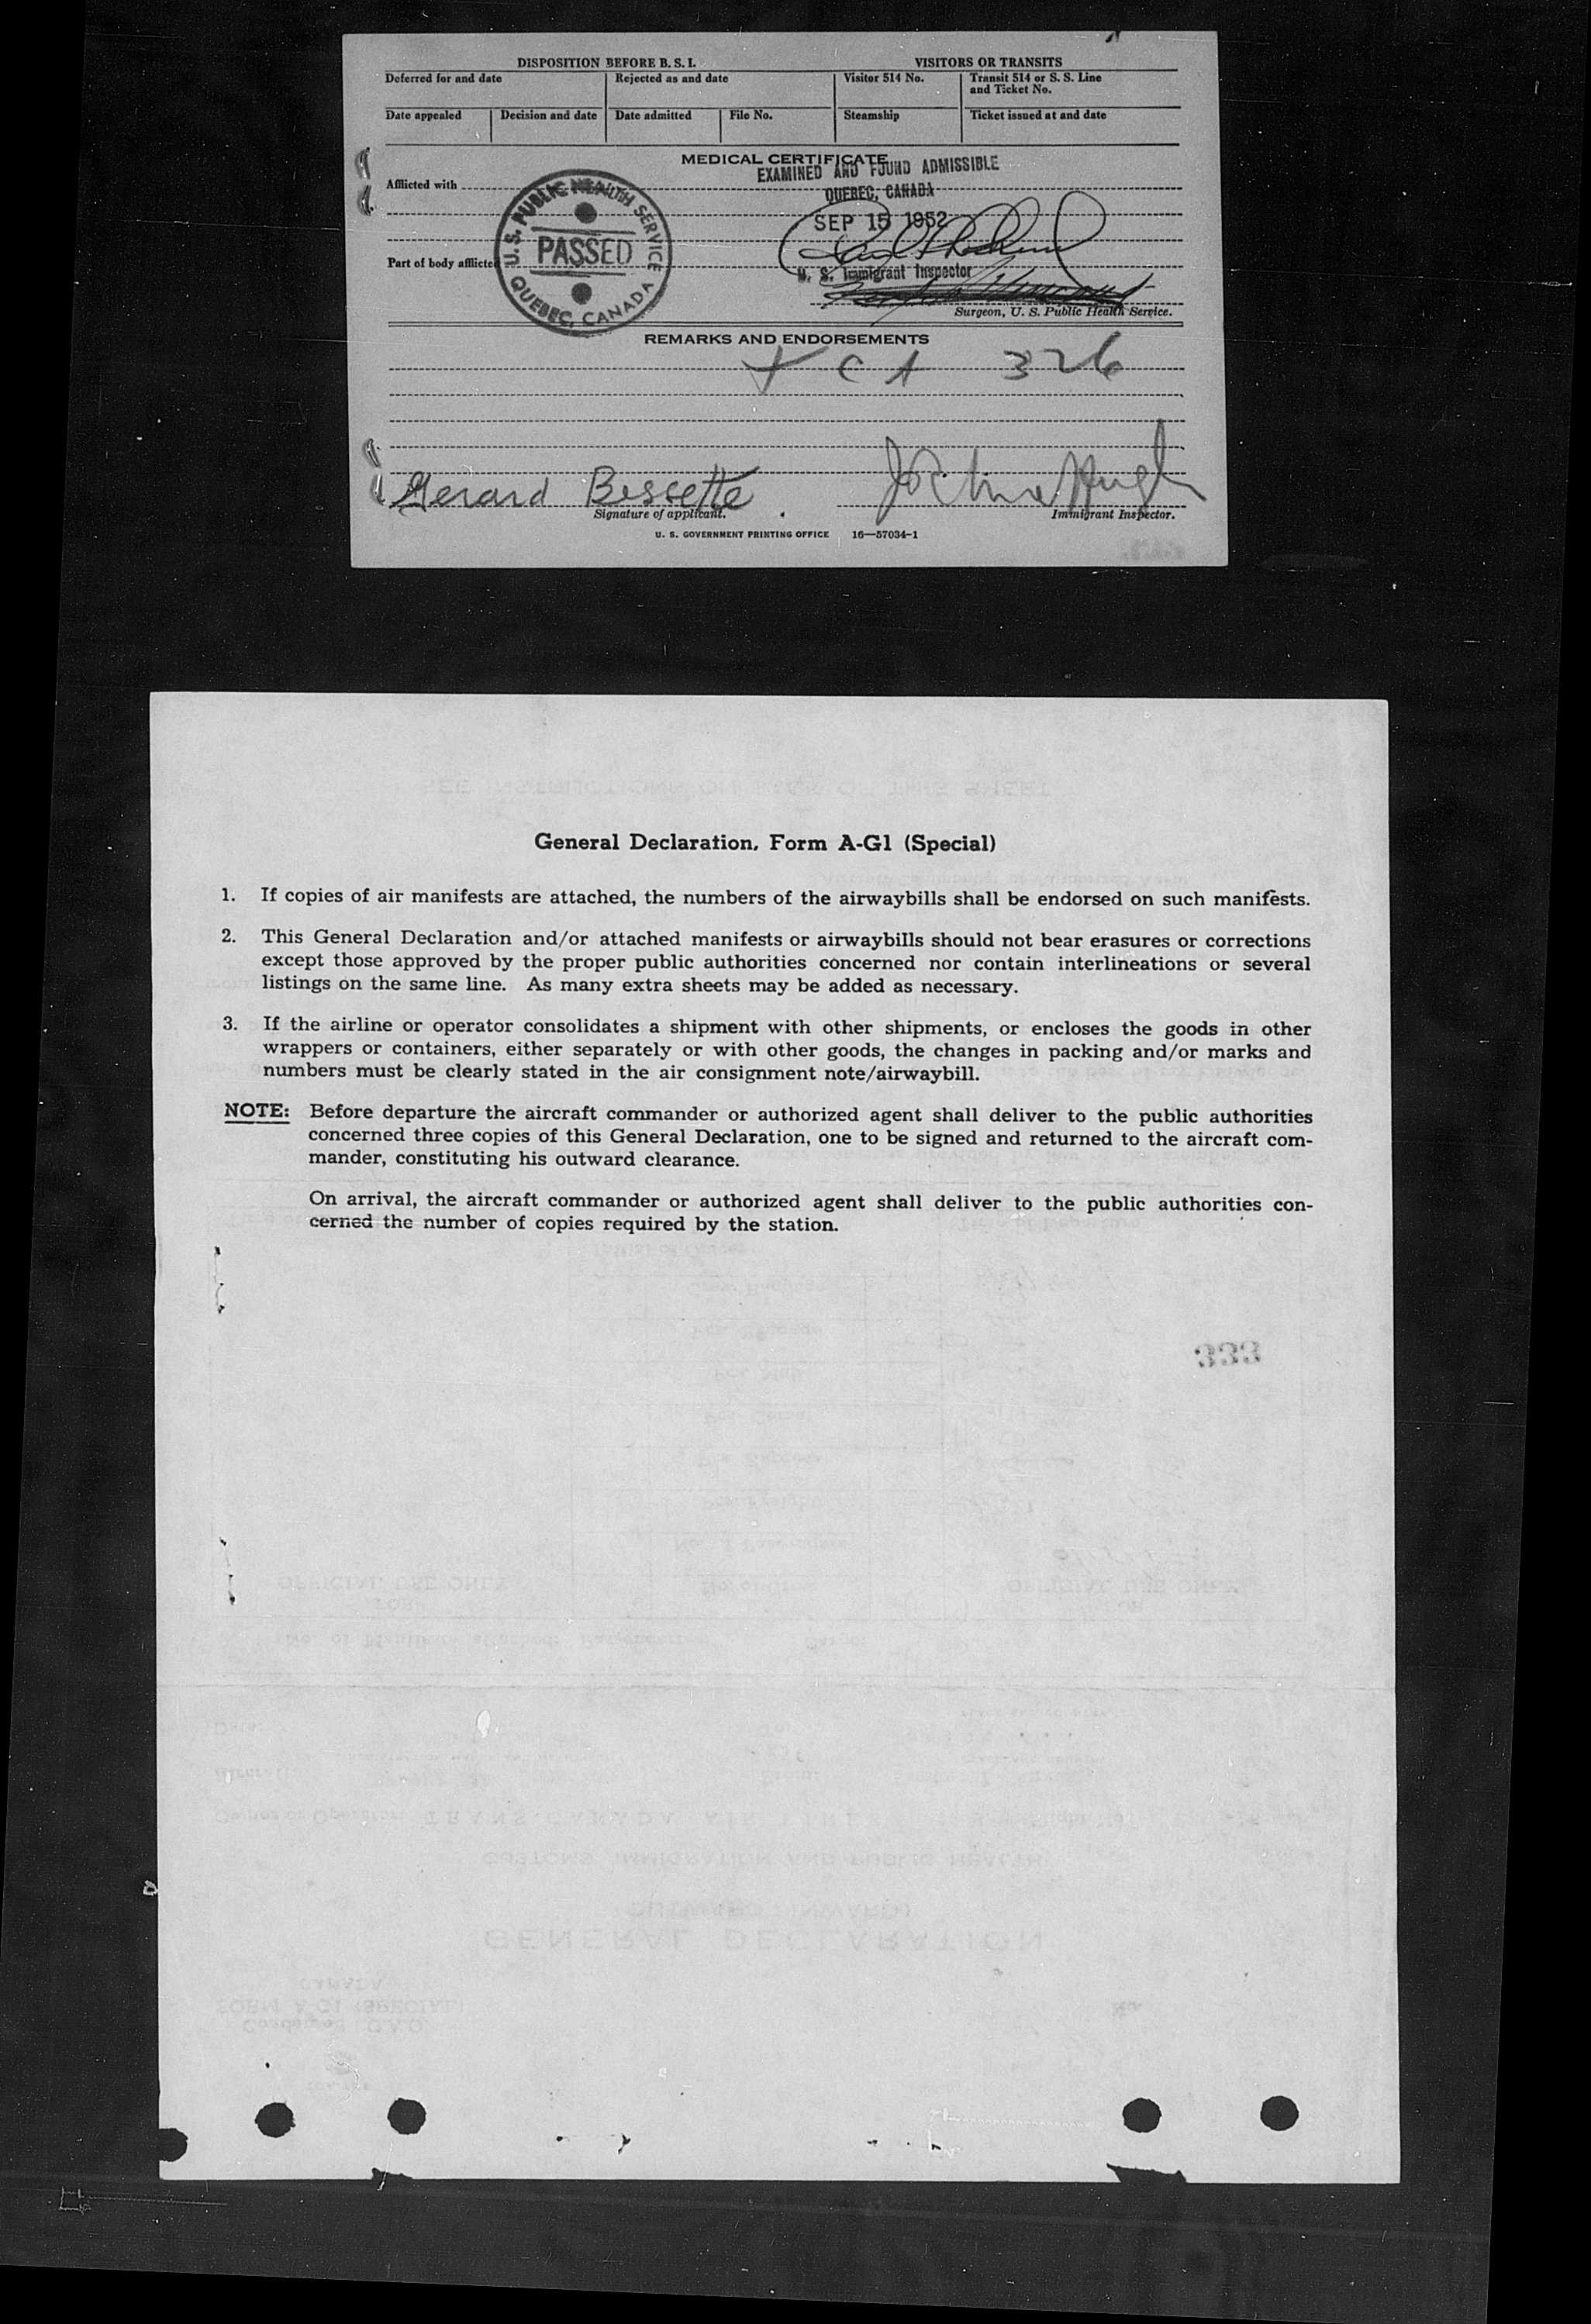 DISPOSITION BEFORE B. S. I.
VISITORS OR TRANSITS
Deferred for and date
Rejected as and date
Visitor 514 No.
Transit 514 or S. S. Line
and Ticket No.
Date appealed
Decision and date
Date admitted
File No.
Steamship
Ticket issued at and date
MEDICAL CERTIFICATE
EXAMINED AND FOUND ADMISSIBLE
Afflicted with
QUEBEC, CANADA
SEP 15 1952
U. S. PUBLIC HEALTH SERVICE
PASSED
QUEBEC, CANADA
Part of body afflicted
U. S. Immigrant Inspector
Surgeon, U. S. Public Health Service.
REMARKS AND ENDORSEMENTS
C A 326
Gerard Bessette
Signature of applicant.
Immigrant Inspector.
U. S. GOVERNMENT PRINTING OFFICE 16—57034-1
General Declaration, Form A-G1 (Special)
1. If copies of air manifests are attached, the numbers of the airwaybills shall be endorsed on such manifests.
2. This General Declaration and/or attached manifests or airwaybills should not bear erasures or corrections
except those approved by the proper public authorities concerned nor contain interlineations or several
listings on the same line. As many extra sheets may be added as necessary.
3. If the airline or operator consolidates a shipment with other shipments, or encloses the goods in other
wrappers or containers, either separately or with other goods, the changes in packing and/or marks and
numbers must be clearly stated in the air consignment note/airwaybill.
NOTE: Before departure the aircraft commander or authorized agent shall deliver to the public authorities
concerned three copies of this General Declaration, one to be signed and returned to the aircraft com-
mander, constituting his outward clearance.
On arrival, the aircraft commander or authorized agent shall deliver to the public authorities con-
cerned the number of copies required by the station.
333